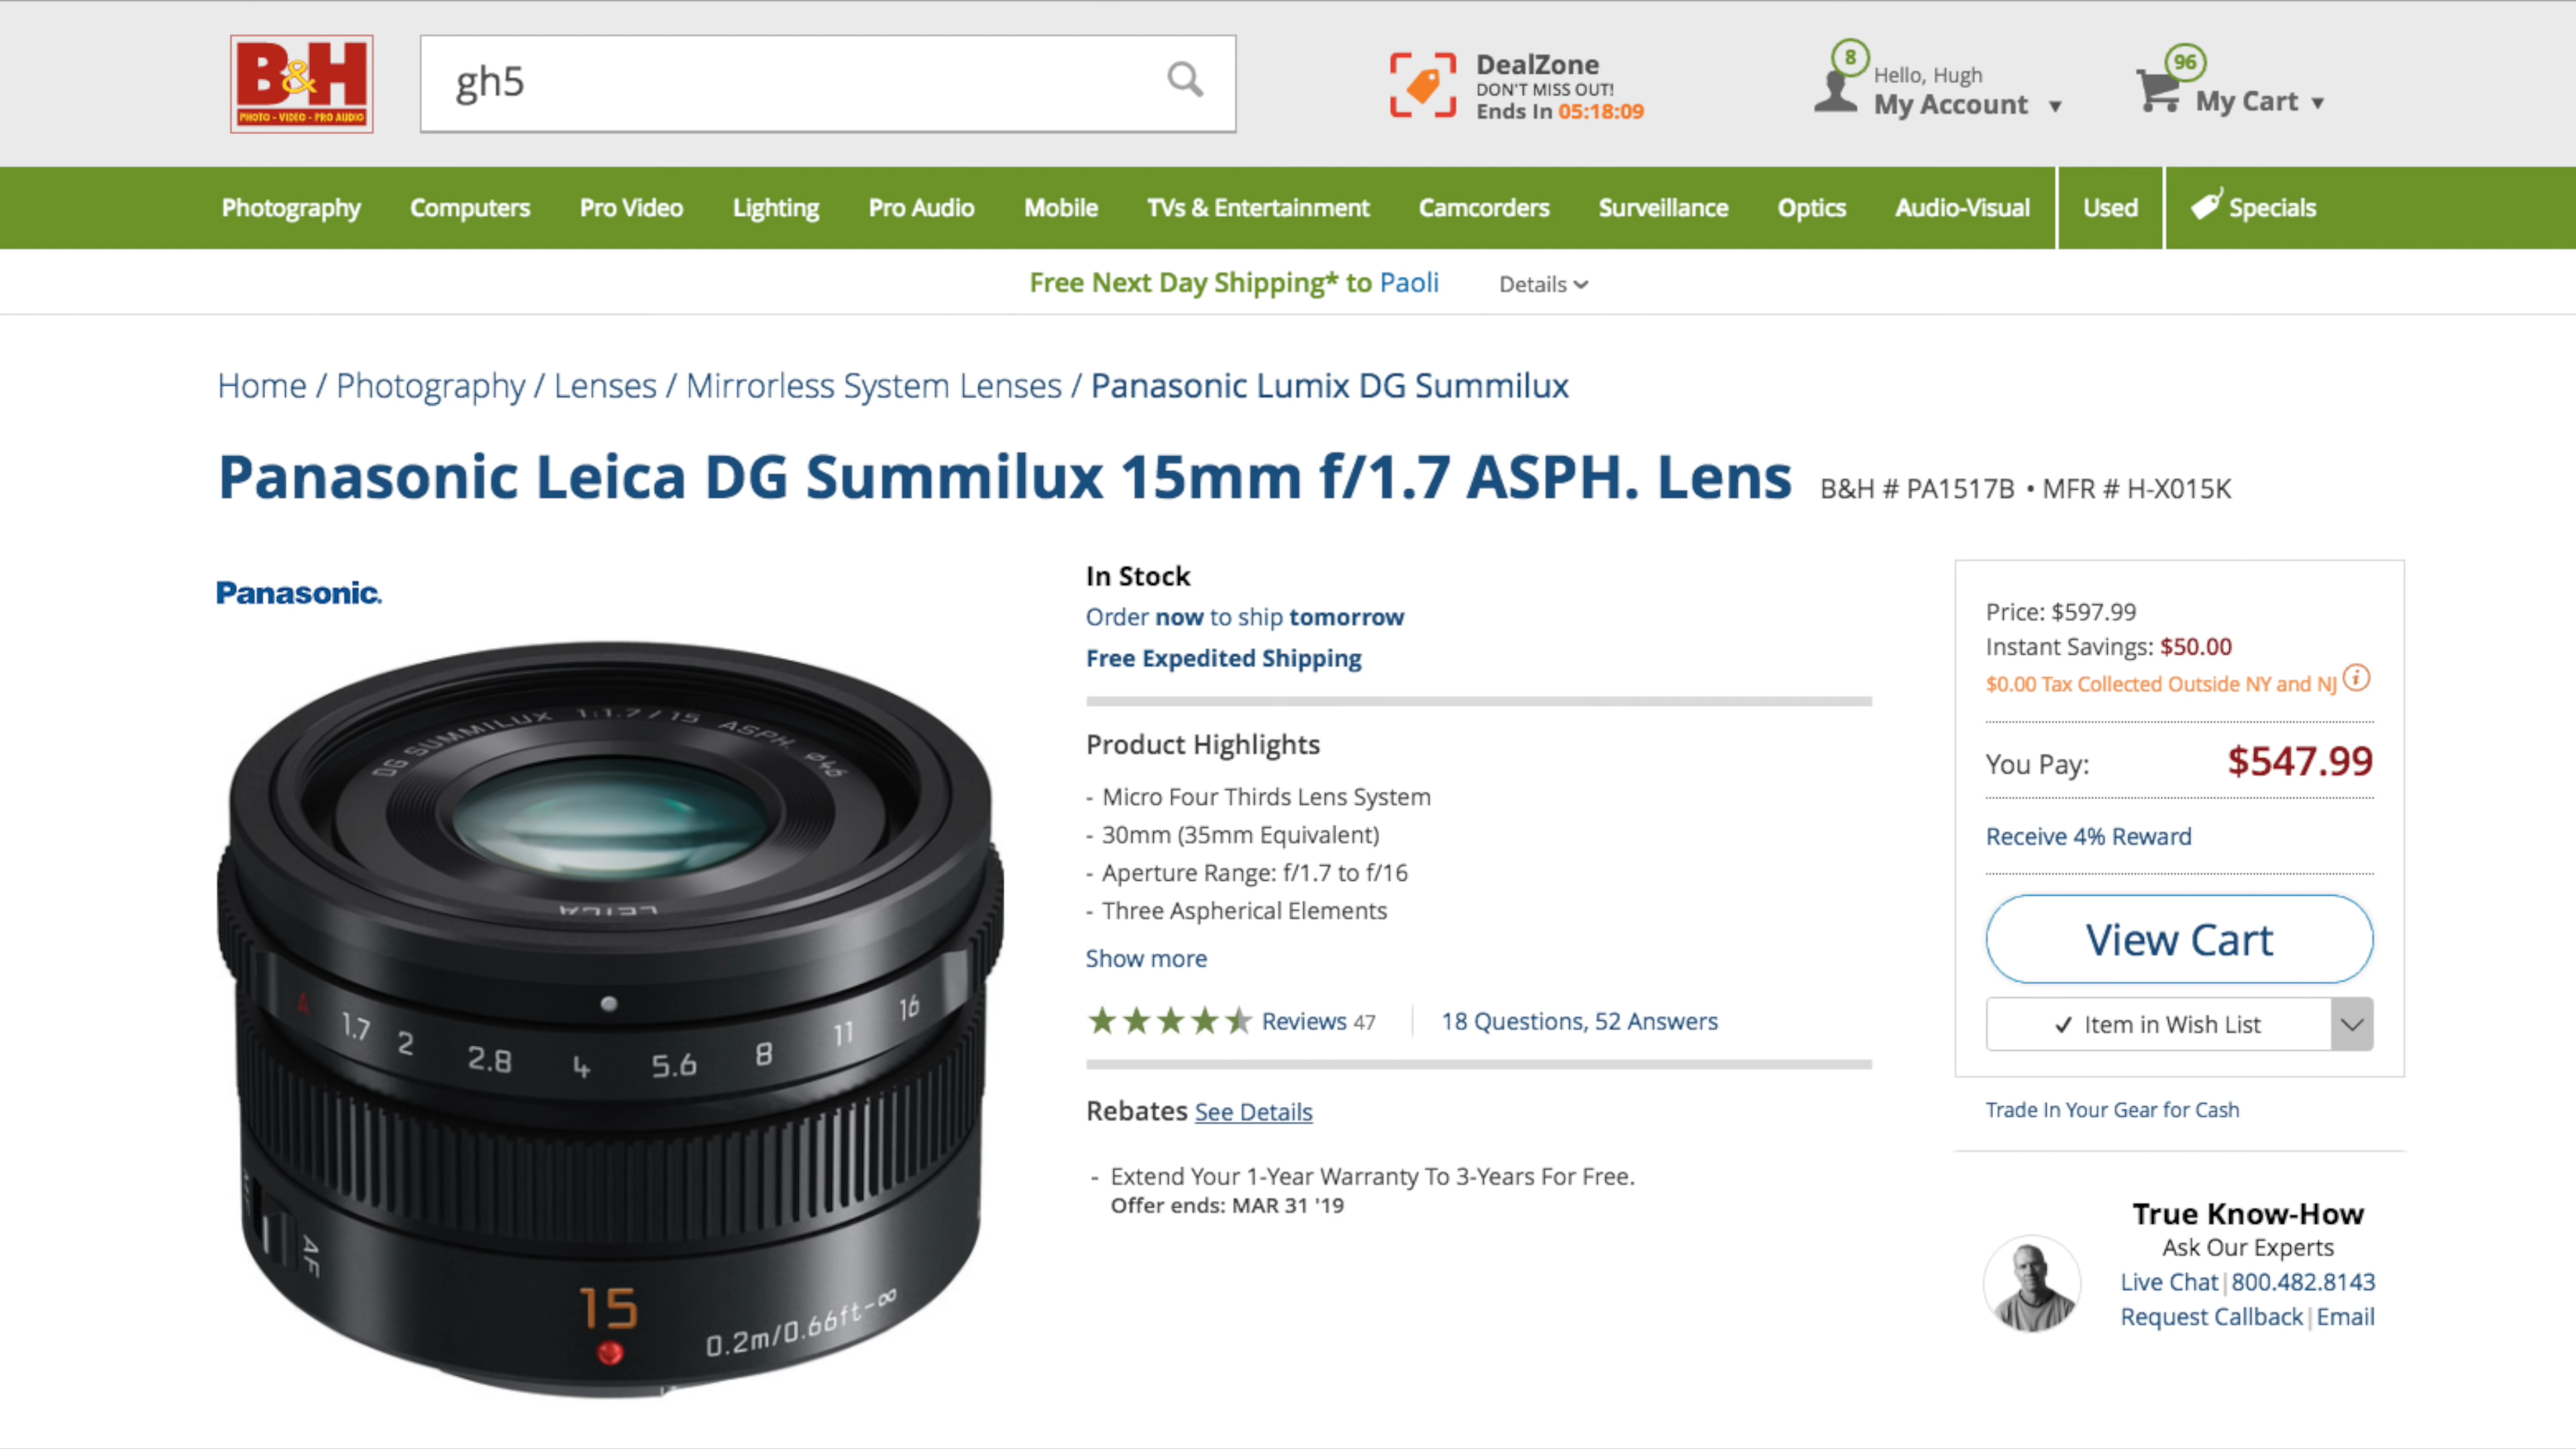 B&H
PHOTO - VIDEO - PRO AUDIO
gh5
DealZone
DON'T MISS OUT!
Ends In 05:18:09
8
Hello, Hugh
My Account
96
My Cart
Photography Computers Pro Video Lighting Pro Audio Mobile TVs & Entertainment Camcorders Surveillance Optics Audio-Visual Used Specials
Free Next Day Shipping* to Paoli Details
Home / Photography / Lenses / Mirrorless System Lenses / Panasonic Lumix DG Summilux
Panasonic Leica DG Summilux 15mm f/1.7 ASPH. Lens B&H # PA1517B • MFR # H-X015K
Panasonic
DG SUMMILUX 1:1.7 / 15 ASPH. Ø46
LEICA
A 1.7 2 2.8 4 5.6 8 11 16
AF
15
0.2m/0.66ft-∞
In Stock
Order now to ship tomorrow
Free Expedited Shipping
Product Highlights
- Micro Four Thirds Lens System
- 30mm (35mm Equivalent)
- Aperture Range: f/1.7 to f/16
- Three Aspherical Elements
Show more
Reviews 47 18 Questions, 52 Answers
Rebates See Details
- Extend Your 1-Year Warranty To 3-Years For Free.
Offer ends: MAR 31 '19
Price: $597.99
Instant Savings: $50.00
$0.00 Tax Collected Outside NY and NJ i
You Pay: $547.99
Receive 4% Reward
View Cart
✓ Item in Wish List
Trade In Your Gear for Cash
True Know-How
Ask Our Experts
Live Chat | 800.482.8143
Request Callback | Email